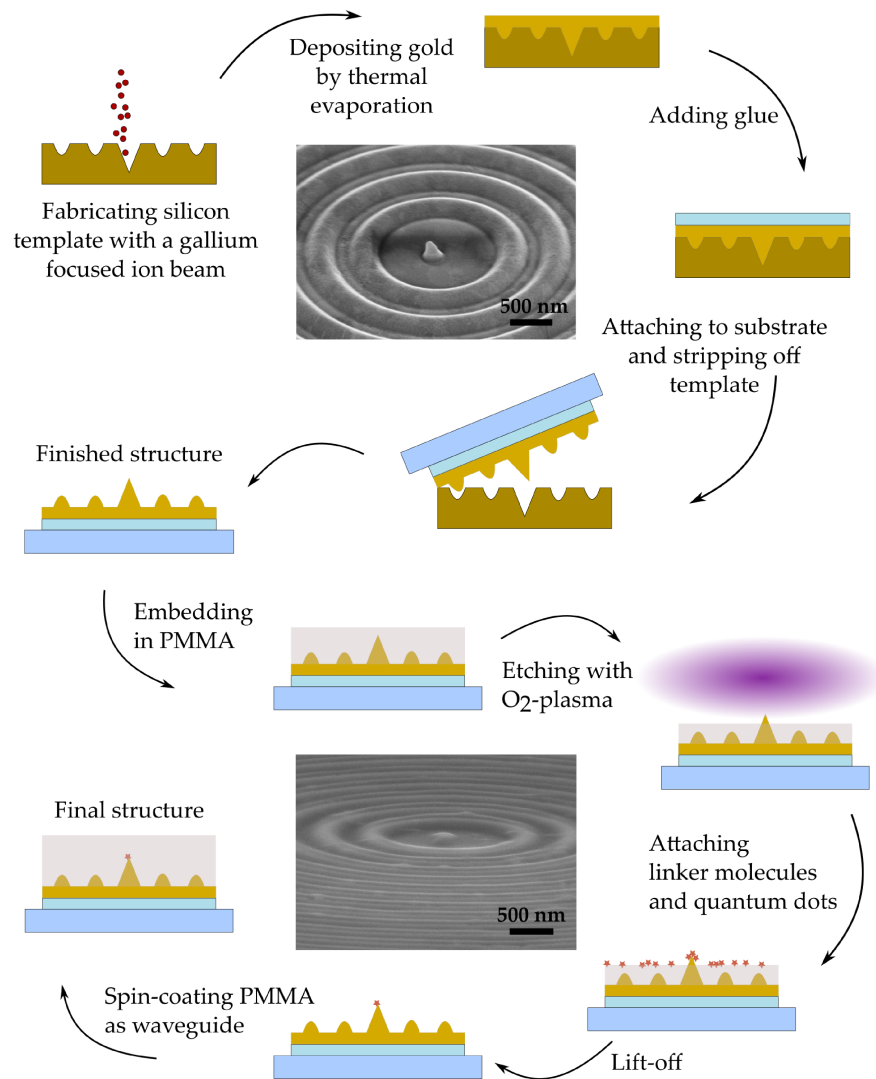 Depositing gold
by thermal
evaporation
Adding glue
Fabricating silicon
template with a gallium
focused ion beam
500 nm
Attaching to substrate
and stripping off
template
Finished structure
Embedding
in PMMA
Etching with
O2-plasma
Final structure
500 nm
Attaching
linker molecules
and quantum dots
Spin-coating PMMA
as waveguide
Lift-off